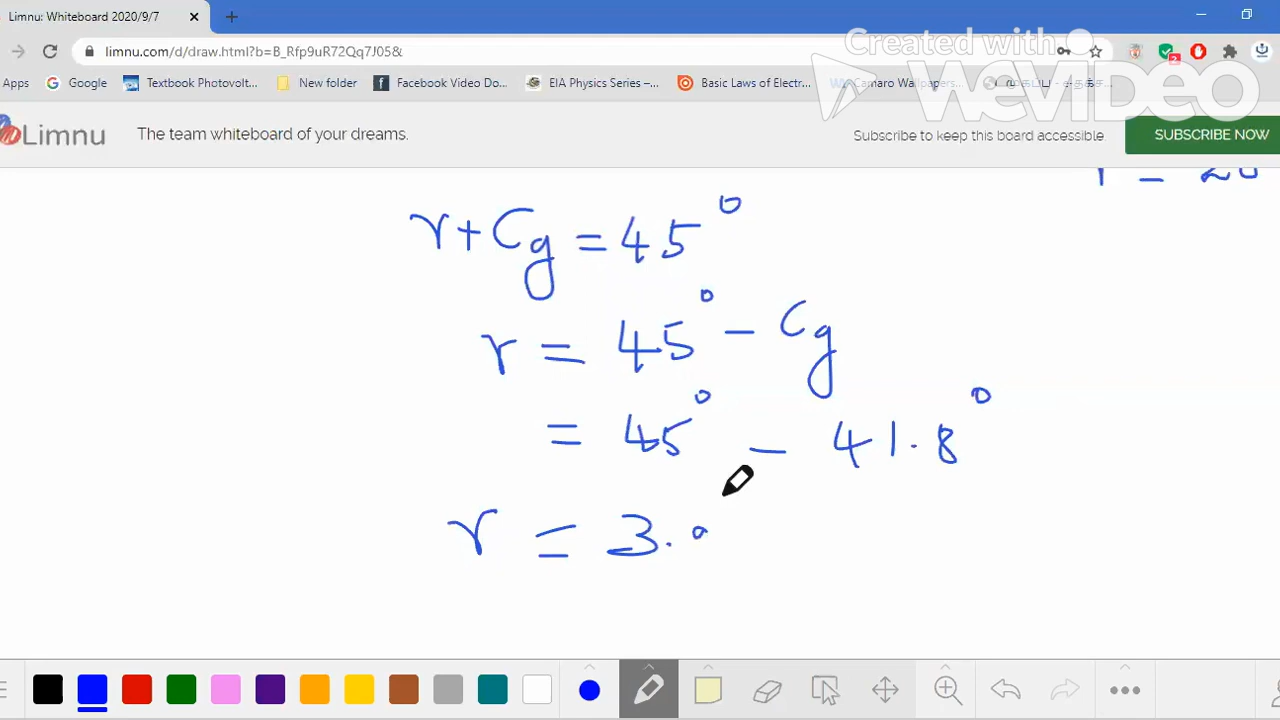 Limnu: Whiteboard 2020/9/7
limnu.com/d/draw.html?b=B_Rfp9uR72Qq7J05&
Created with
WeVideo
Apps Google Textbook Photovolt... New folder Facebook Video Do... EIA Physics Series –... Basic Laws of Electr... Camaro Wallpapers...
Limnu The team whiteboard of your dreams. Subscribe to keep this board accessible. SUBSCRIBE NOW
r + Cg = 45°
r = 45° - Cg
= 45° - 41.8°
r = 3.